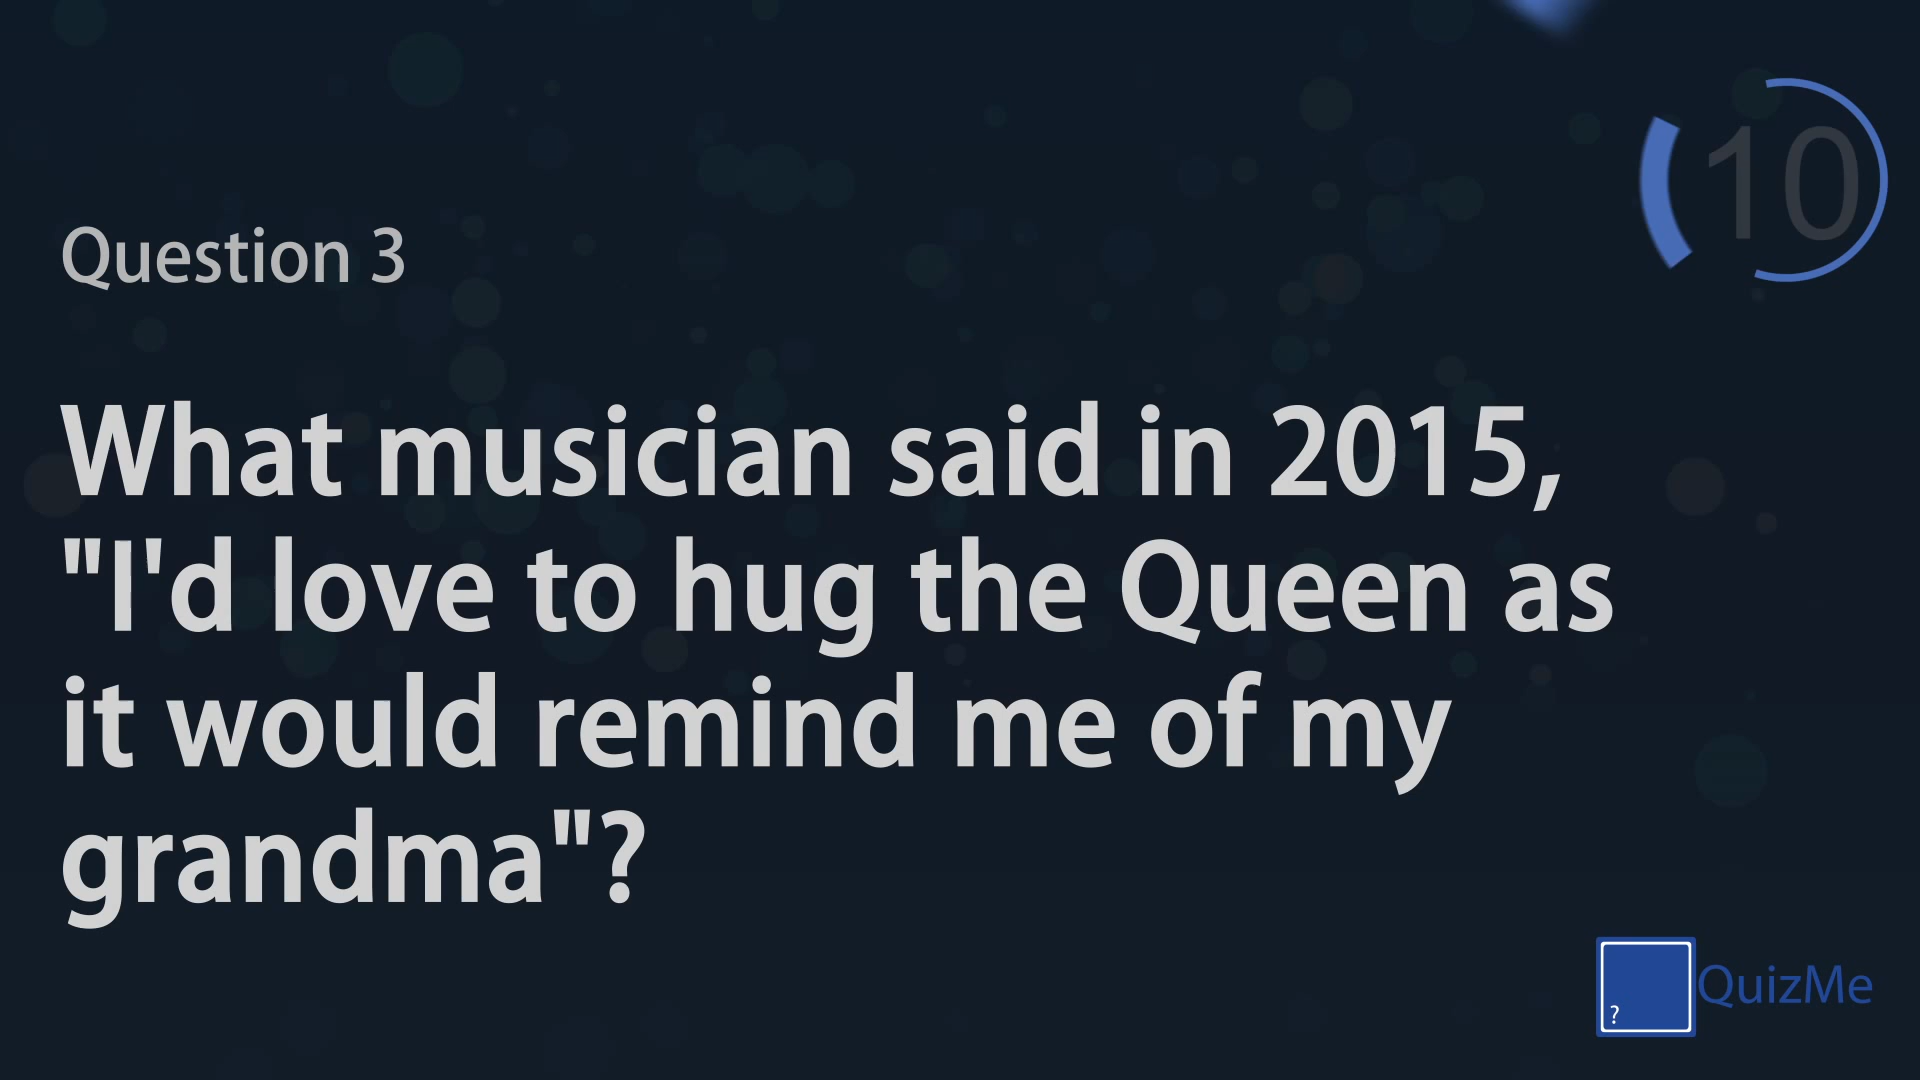 10
Question 3
What musician said in 2015,
"I'd love to hug the Queen as
it would remind me of my
grandma"?
?
QuizMe